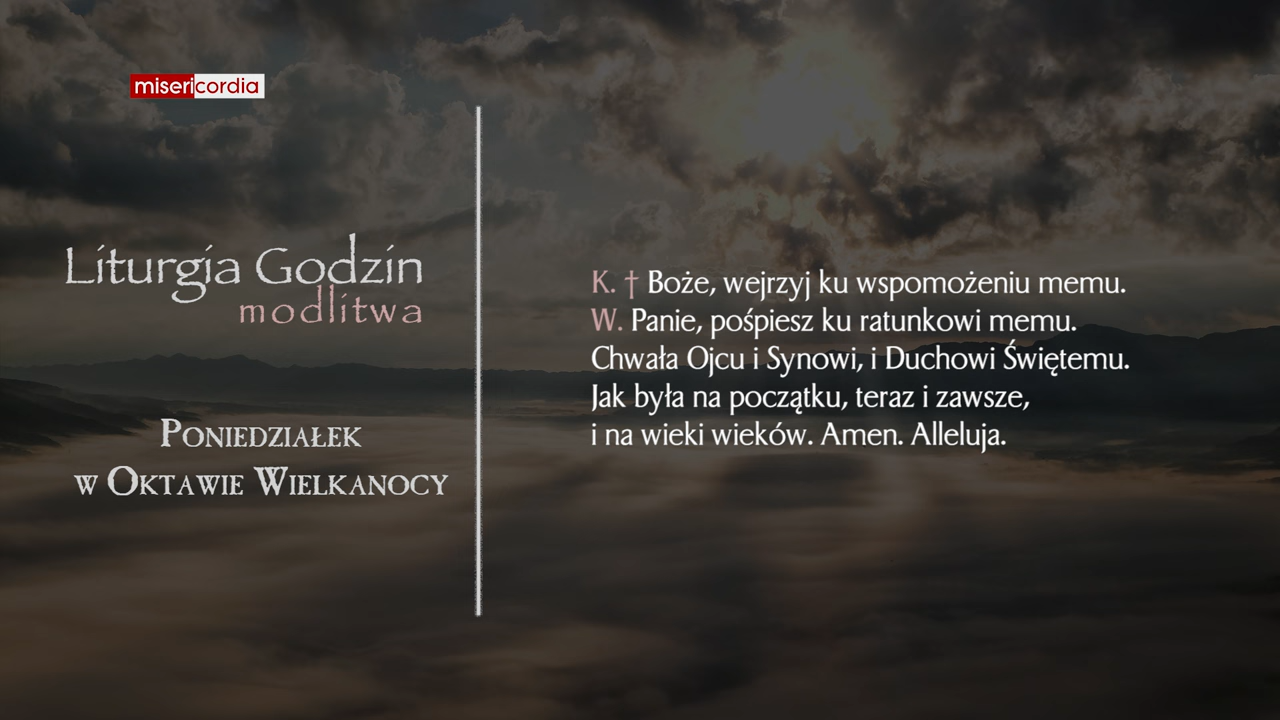 misericordia
Liturgia Godzin
modlitwa
Poniedziałek
w Oktawie Wielkanocy
K. † Boże, wejrzyj ku wspomożeniu memu.
W. Panie, pośpiesz ku ratunkowi memu.
Chwała Ojcu i Synowi, i Duchowi Świętemu.
Jak była na początku, teraz i zawsze,
i na wieki wieków. Amen. Alleluja.